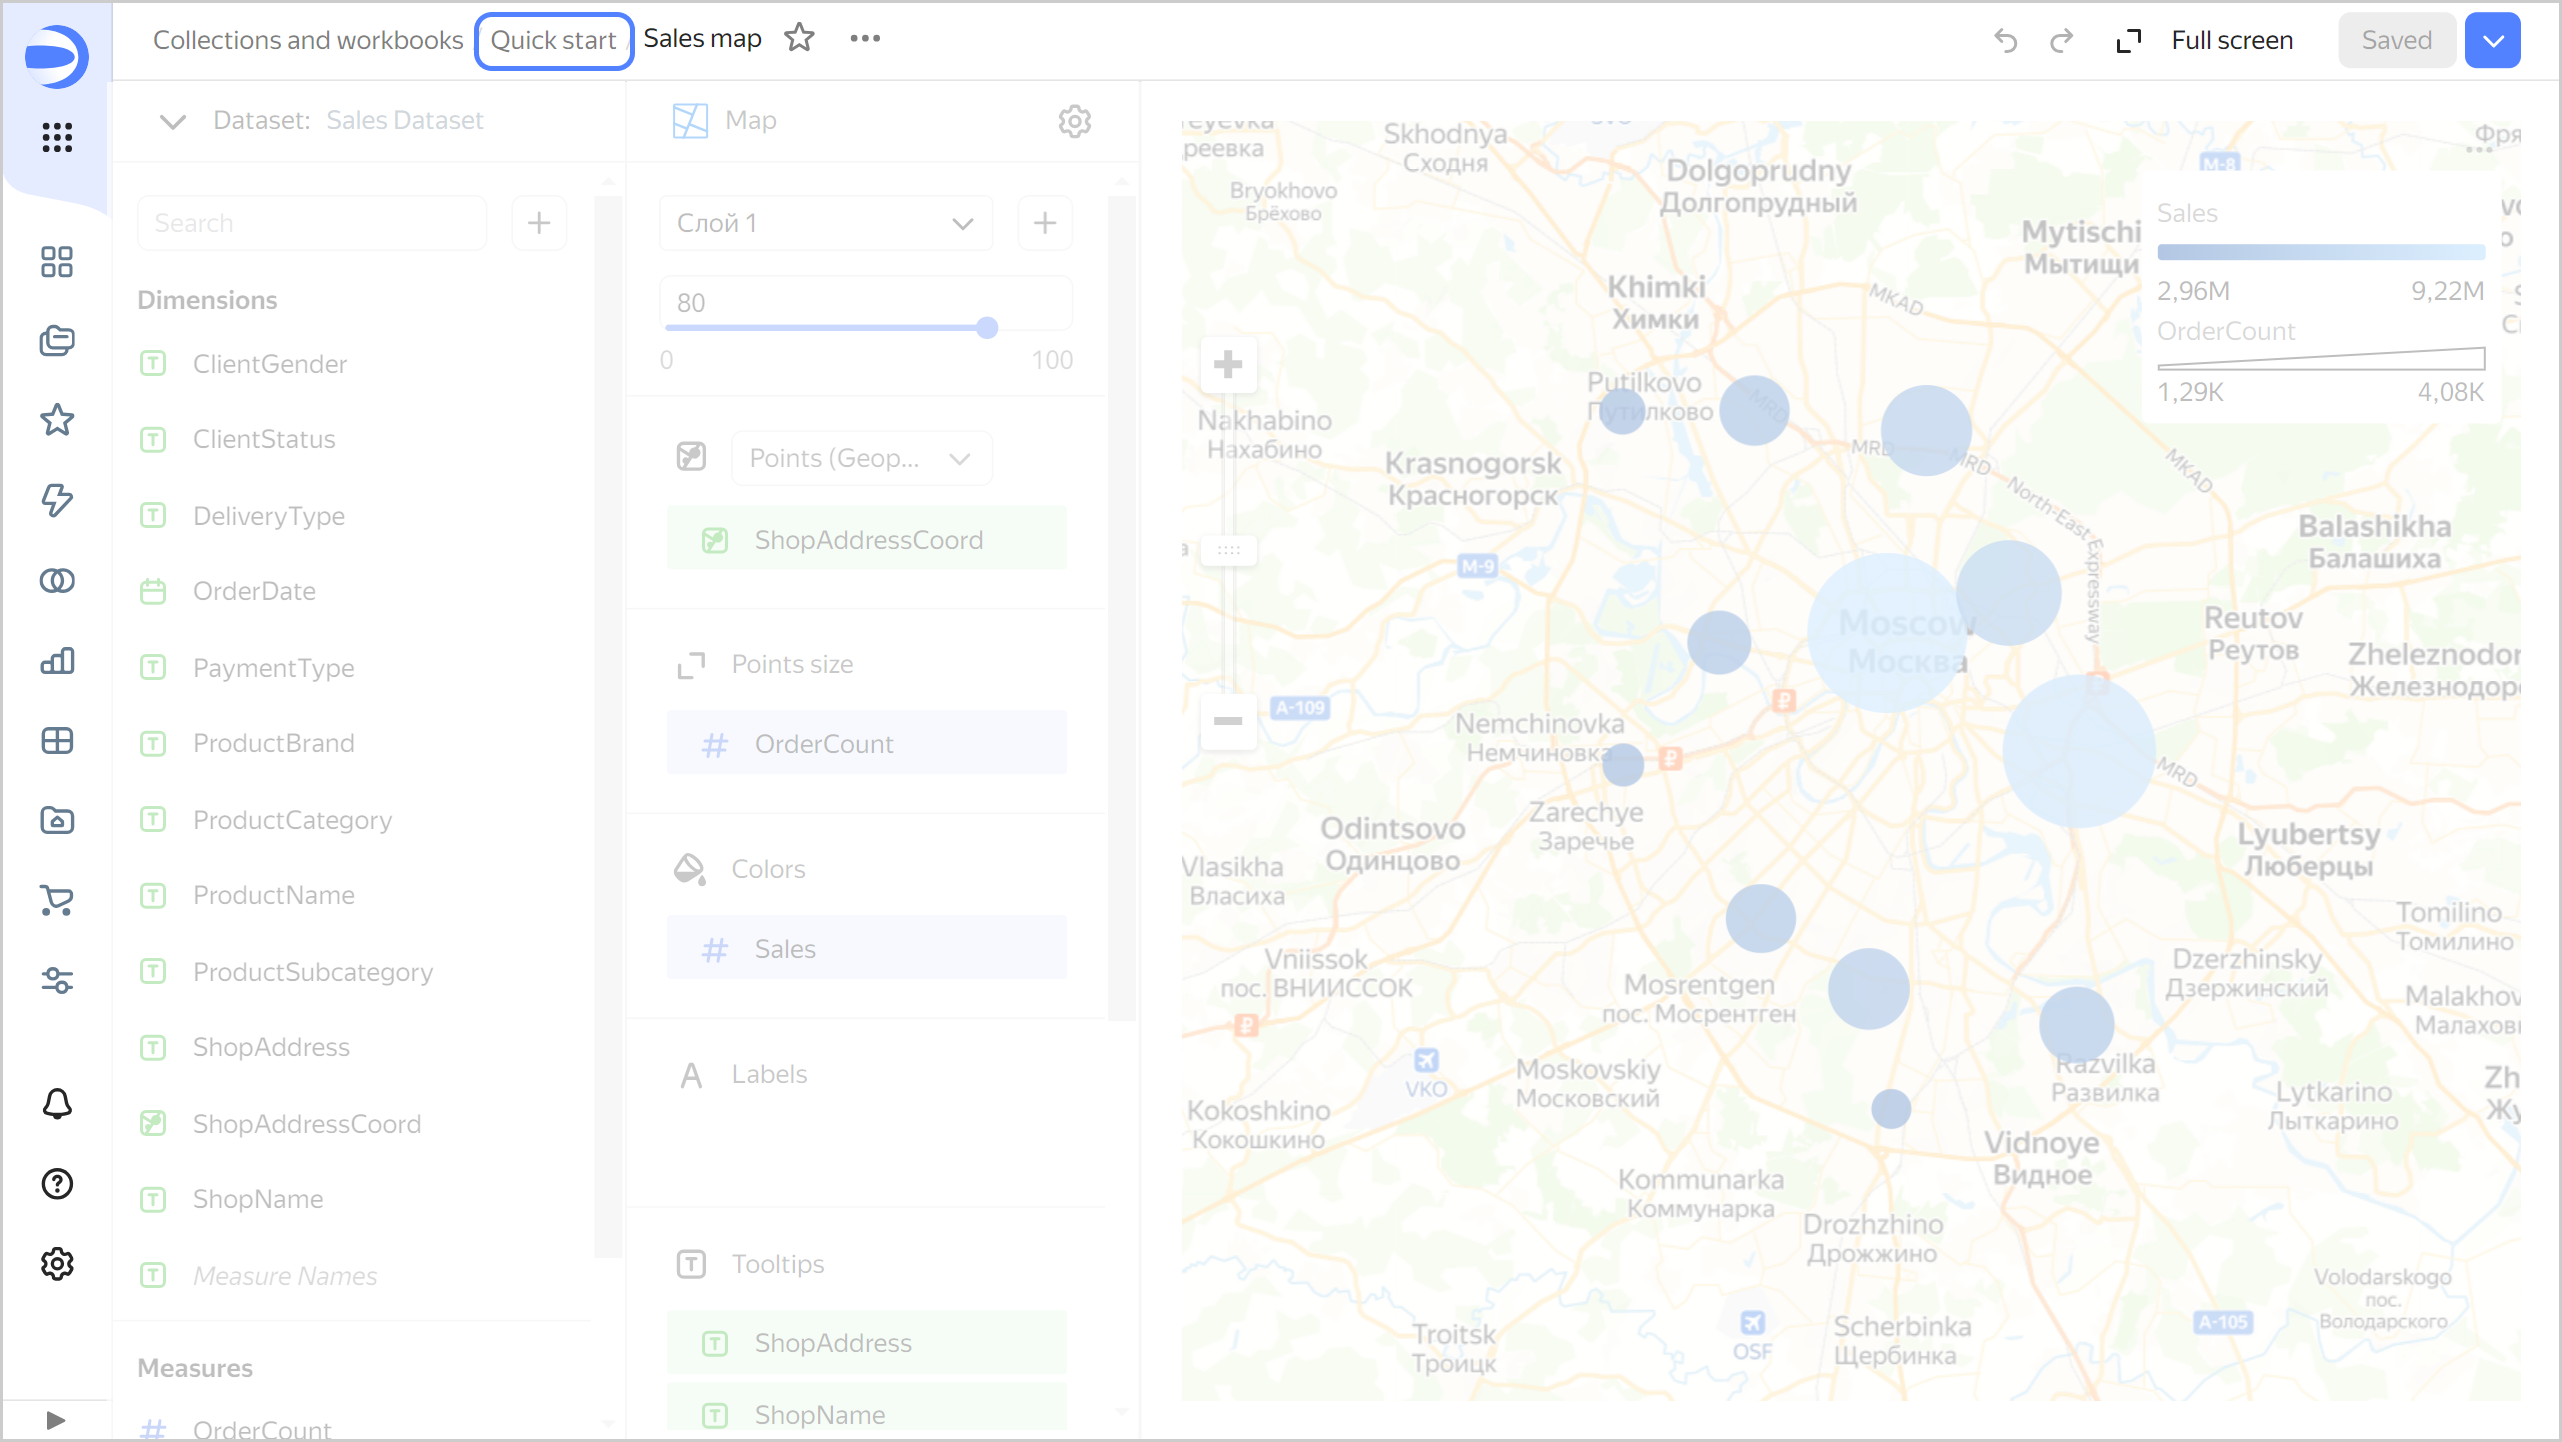 Collections and workbooks / Quick start / Sales map
Full screen
Saved
Dataset: Sales Dataset
Search
Dimensions
ClientGender
ClientStatus
DeliveryType
OrderDate
PaymentType
ProductBrand
ProductCategory
ProductName
ProductSubcategory
ShopAddress
ShopAddressCoord
ShopName
Measure Names
Measures
OrderCount
Map
Слой 1
80
0 100
Points (Geop...
ShopAddressCoord
Points size
OrderCount
Colors
Sales
Labels
Tooltips
ShopAddress
ShopName
Skhodnya
Сходня
Bryokhovo
Брёхово
Dolgoprudny
Долгопрудный
M-8
Mytischi
Мытищи
Sales
2,96M 9,22M
OrderCount
1,29K 4,08K
Khimki
Химки
MKAD
Putilkovo
Путилково
MRD
Nakhabino
Нахабино
MRD
MRD
MKAD
Krasnogorsk
Красногорск
North-East Expressway
Balashikha
Балашиха
M-9
Moscow
Москва
Reutov
Реутов
Zheleznodor
Железнодор
A-109
Nemchinovka
Немчиновка
MRD
Zarechye
Заречье
Odintsovo
Одинцово
Lyubertsy
Люберцы
Vlasikha
Власиха
Tomilino
Томилино
Vniissok
пос. ВНИИССОК
Dzerzhinsky
Дзержинский
Mosrentgen
пос. Мосрентген
Malakhov
Малахов
VKO
Moskovskiy
Московский
Razvilka
Развилка
Lytkarino
Лыткарино
Zh
Жу
Kokoshkino
Кокошкино
Vidnoye
Видное
Kommunarka
Коммунарка
Drozhzhino
Дрожжино
Volodarskogo
пос.
Володарского
A-105
OSF
Scherbinka
Щербинка
Troitsk
Троицк